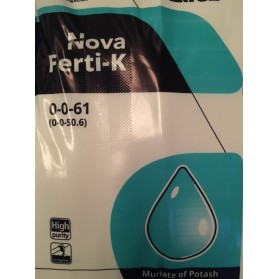 Nova
Ferti-K
0-0-61
(0-0-50.6)
High
purity
Muriate of Potash